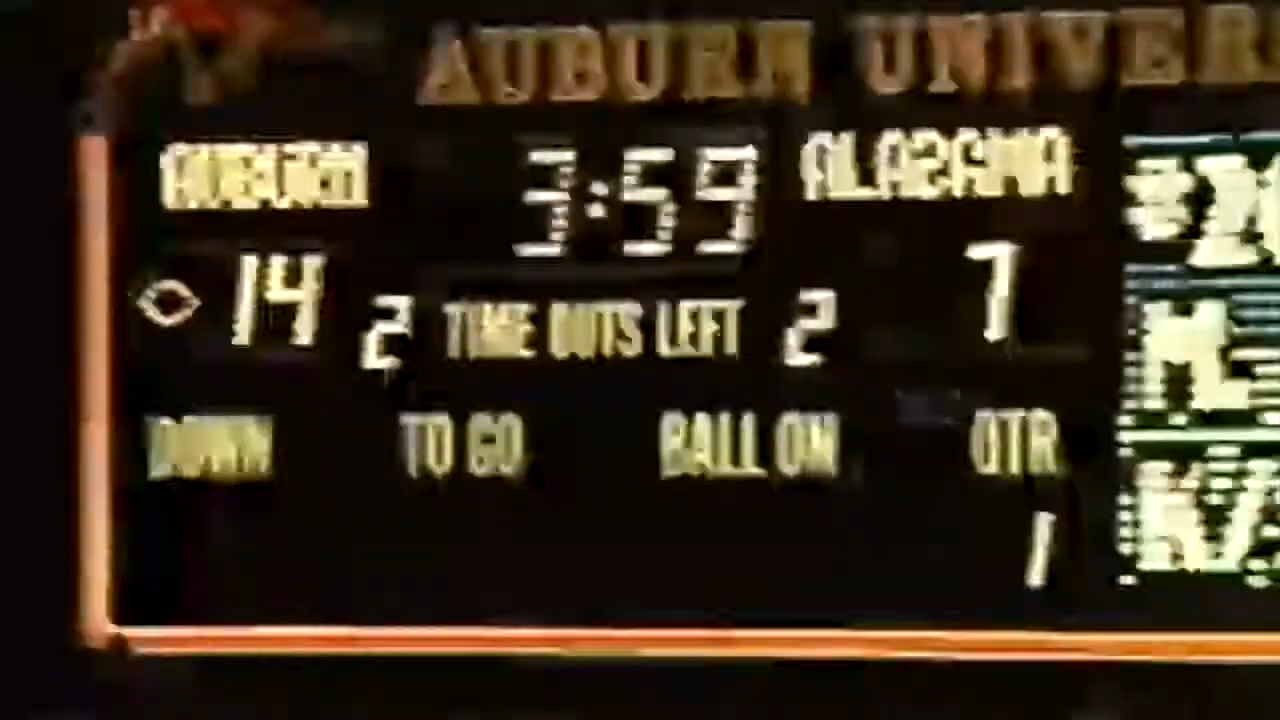 AUBURN UNIVER
AUBURN 3:59 ALABAMA
14 2 TIME OUTS LEFT 2 7
DOWN TO GO BALL ON QTR
1